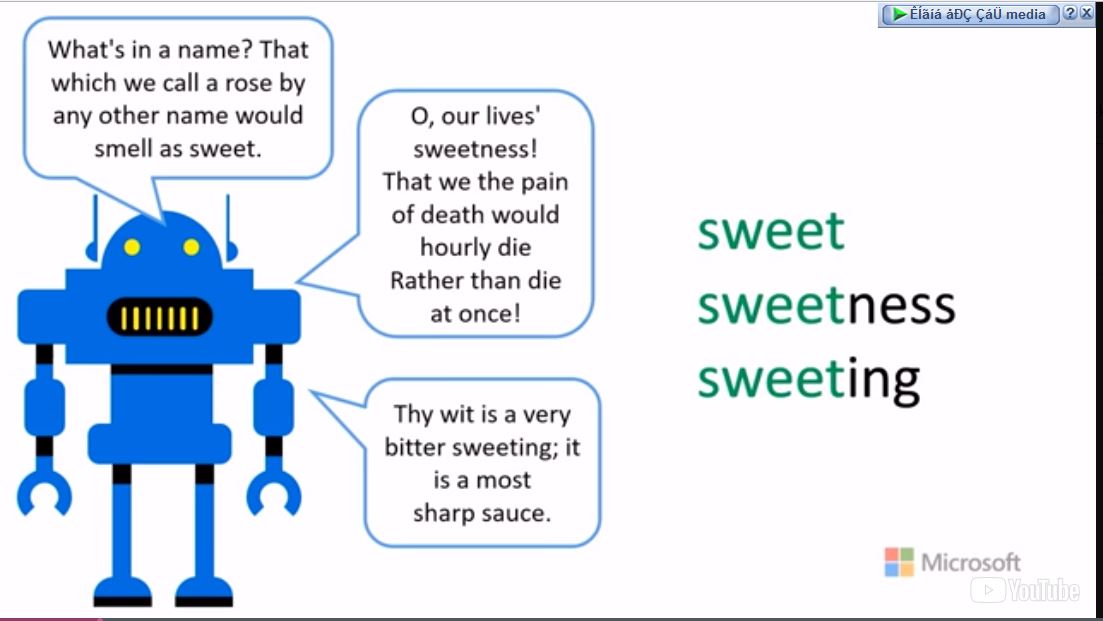 What's in a name? That
which we call a rose by
any other name would
smell as sweet.
O, our lives'
sweetness!
That we the pain
of death would
hourly die
Rather than die
at once!
Thy wit is a very
bitter sweeting; it
is a most
sharp sauce.
sweet
sweetness
sweeting
ÊÍãíá åÐÇ ÇáÜ media
?
X
Microsoft
YouTube